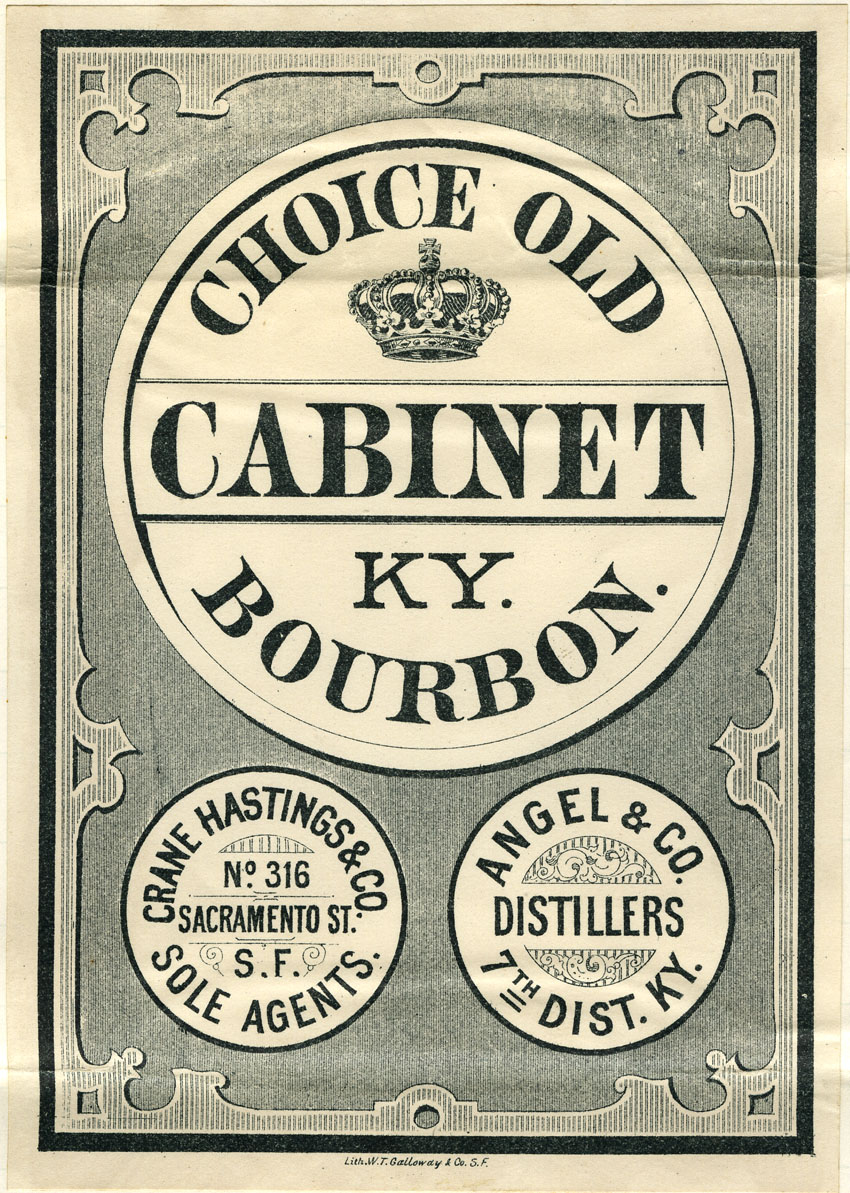 CHOICE OLD
CABINET
KY.
BOURBON.
CRANE HASTINGS & CO.
Nº 316
SACRAMENTO ST.
S.F.
SOLE AGENTS.
ANGEL & CO.
DISTILLERS
7TH DIST. KY.
Lith. W. T. Galloway & Co. S. F.